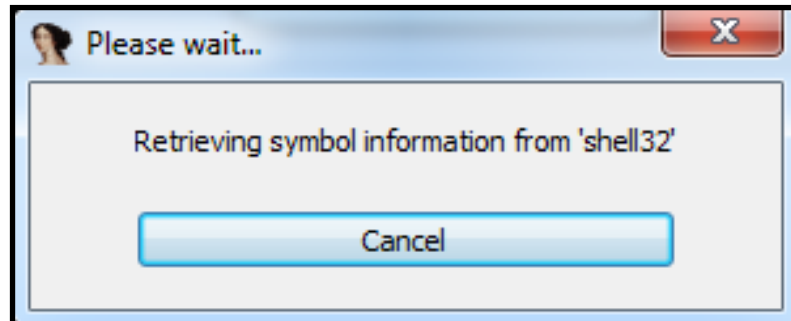 Please wait...
Retrieving symbol information from 'shell32'
Cancel